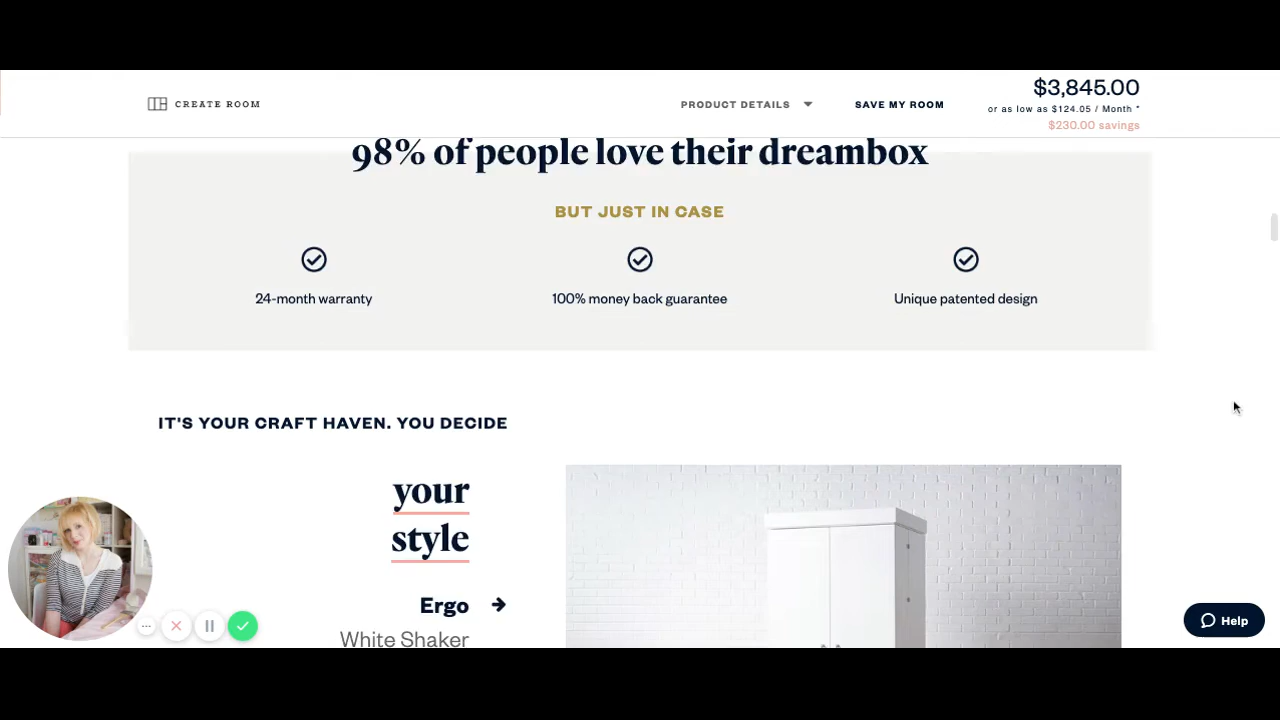 $3,845.00
CREATE ROOM
PRODUCT DETAILS
SAVE MY ROOM
or as low as $124.05 / Month *
$230.00 savings
98% of people love their dreambox
BUT JUST IN CASE
24-month warranty
100% money back guarantee
Unique patented design
IT'S YOUR CRAFT HAVEN. YOU DECIDE
your
style
Ergo
White Shaker
Help